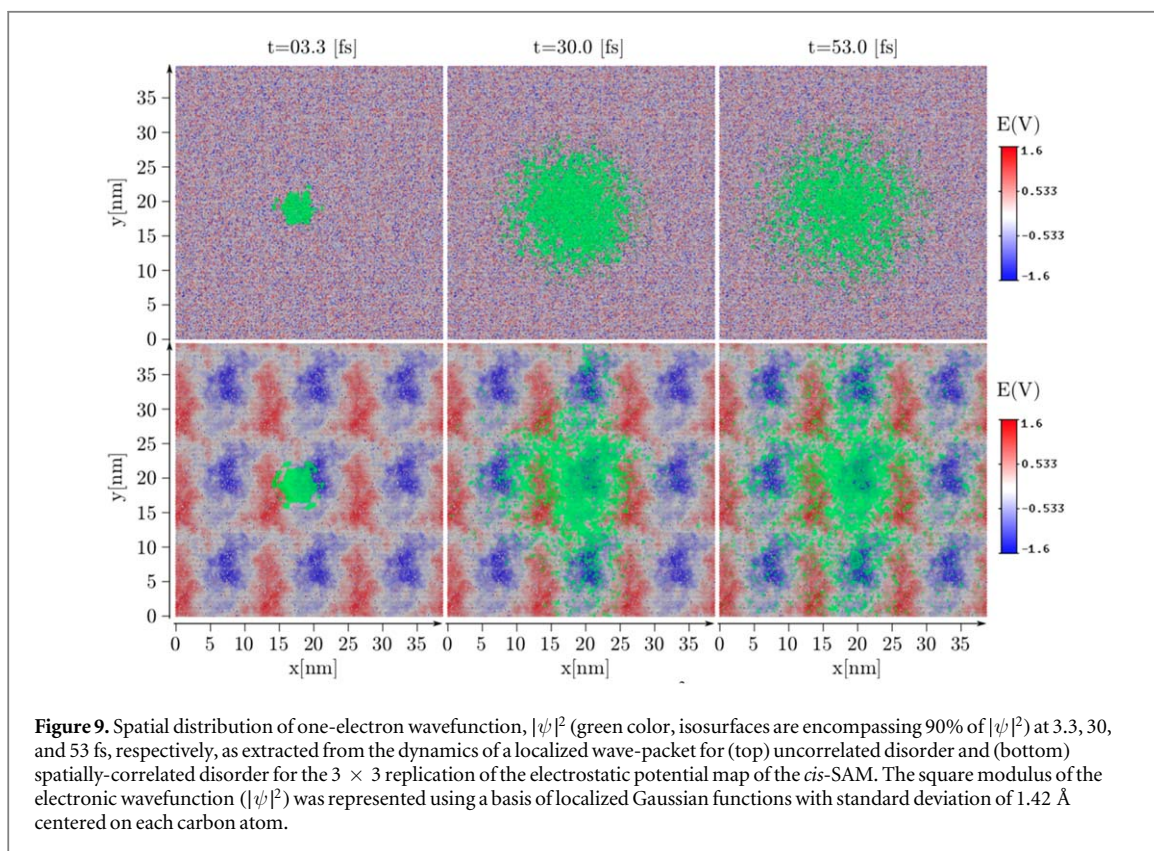 t=03.3 [fs] t=30.0 [fs] t=53.0 [fs]
35
30
25
20
15
10
5
0
y[nm]
E(V)
1.6
0.533
-0.533
-1.6
35
30
25
20
15
10
5
0
y[nm]
E(V)
1.6
0.533
-0.533
-1.6
0 5 10 15 20 25 30 35 0 5 10 15 20 25 30 35 0 5 10 15 20 25 30 35
x[nm] x[nm] x[nm]
Figure 9. Spatial distribution of one-electron wavefunction, |ψ|² (green color, isosurfaces are encompassing 90% of |ψ|²) at 3.3, 30,
and 53 fs, respectively, as extracted from the dynamics of a localized wave-packet for (top) uncorrelated disorder and (bottom)
spatially-correlated disorder for the 3 × 3 replication of the electrostatic potential map of the cis-SAM. The square modulus of the
electronic wavefunction (|ψ|²) was represented using a basis of localized Gaussian functions with standard deviation of 1.42 Å
centered on each carbon atom.